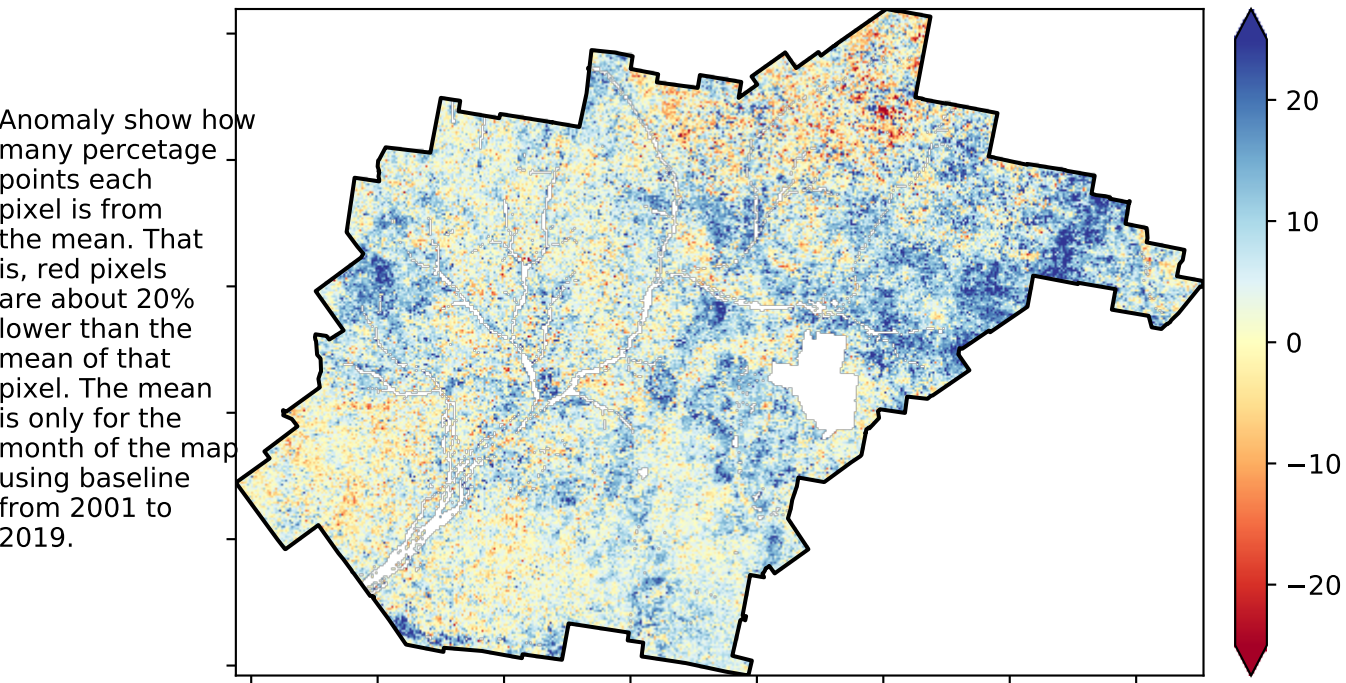 Anomaly show how
many percetage
points each
pixel is from
the mean. That
is, red pixels
are about 20%
lower than the
mean of that
pixel. The mean
is only for the
month of the map
using baseline
from 2001 to
2019.
20
10
0
−10
−20